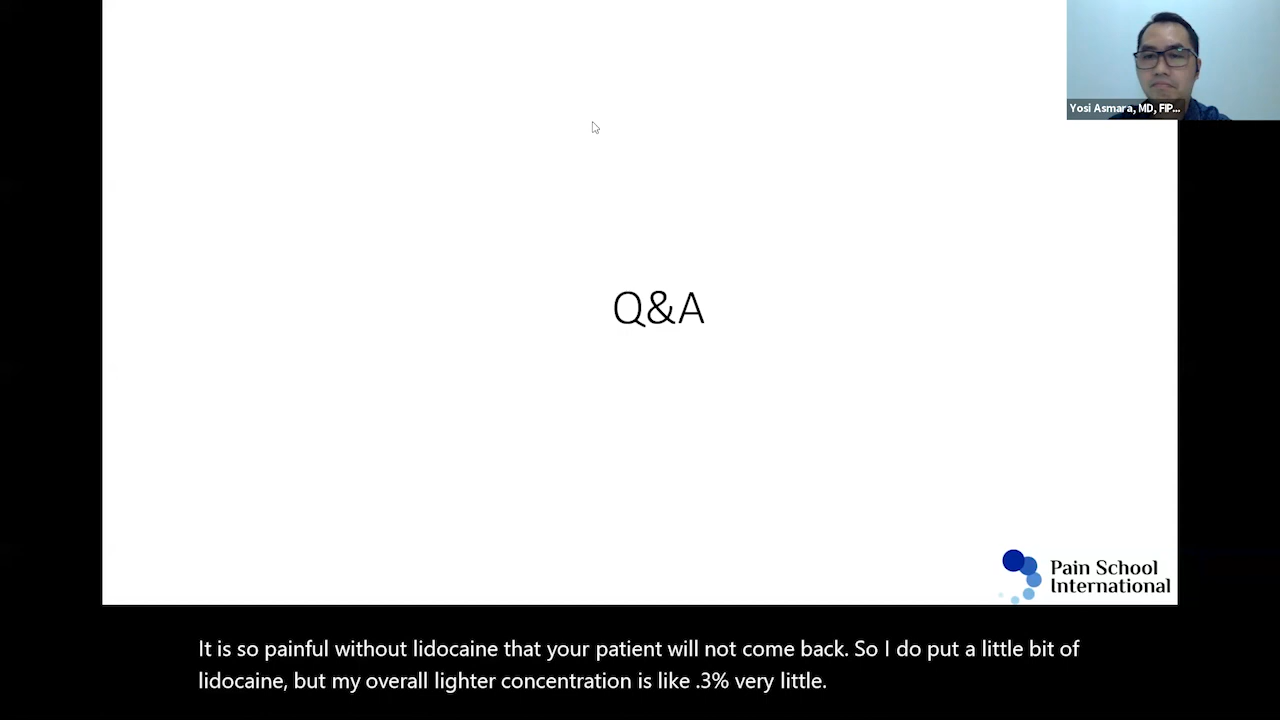 Yosi Asmara, MD, FIP...
Q&A
Pain School
International
It is so painful without lidocaine that your patient will not come back. So I do put a little bit of
lidocaine, but my overall lighter concentration is like .3% very little.